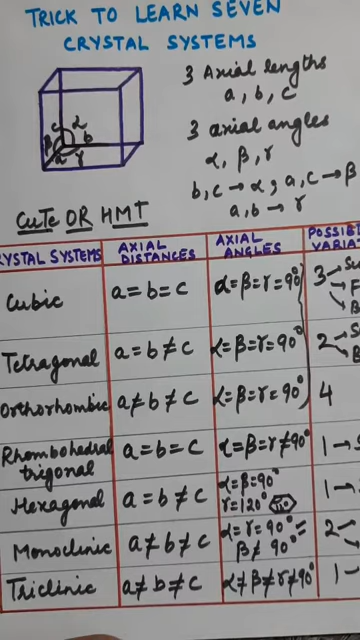 TRICK TO LEARN SEVEN
CRYSTAL SYSTEMS
3 Axial lengths
a, b, c
3 axial angles
α, β, γ
b, c → α ; a, c → β
a, b → γ
c α
β b
a γ
CUTE OR HMT
CRYSTAL SYSTEMS AXIAL DISTANCES AXIAL ANGLES
Cubic a = b = c α = β = γ = 90° 3
Tetragonal a = b ≠ c α = β = γ = 90° 2
Orthorhombic a ≠ b ≠ c α = β = γ = 90° 4
Rhombohedral trigonal a = b = c α = β = γ ≠ 90° 1 →
Hexagonal a = b ≠ c α = β = 90° γ = 120° 1 →
Monoclinic a ≠ b ≠ c α = γ = 90° = β ≠ 90° 2
Triclinic a ≠ b ≠ c α ≠ β ≠ γ ≠ 90° 1 →